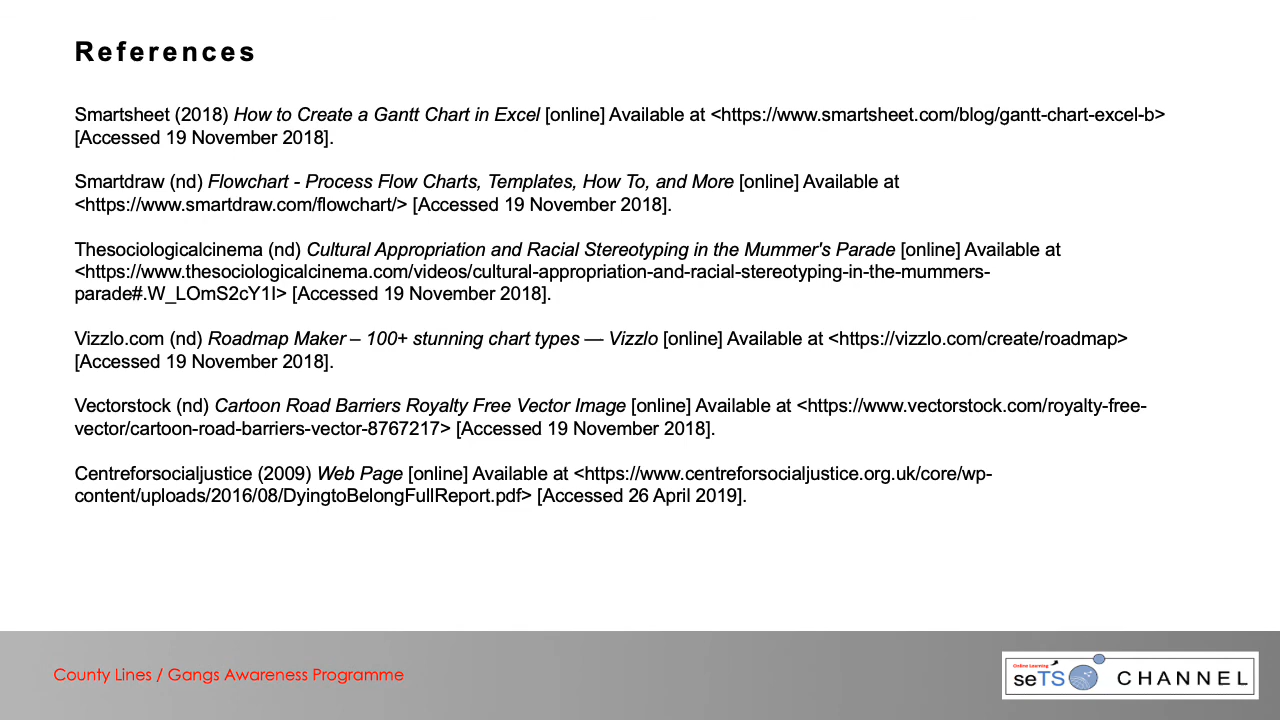 References
Smartsheet (2018) How to Create a Gantt Chart in Excel [online] Available at <https://www.smartsheet.com/blog/gantt-chart-excel-b>
[Accessed 19 November 2018].
Smartdraw (nd) Flowchart - Process Flow Charts, Templates, How To, and More [online] Available at
<https://www.smartdraw.com/flowchart/> [Accessed 19 November 2018].
Thesociologicalcinema (nd) Cultural Appropriation and Racial Stereotyping in the Mummer's Parade [online] Available at
<https://www.thesociologicalcinema.com/videos/cultural-appropriation-and-racial-stereotyping-in-the-mummers-
parade#.W_LOmS2cY1I> [Accessed 19 November 2018].
Vizzlo.com (nd) Roadmap Maker – 100+ stunning chart types — Vizzlo [online] Available at <https://vizzlo.com/create/roadmap>
[Accessed 19 November 2018].
Vectorstock (nd) Cartoon Road Barriers Royalty Free Vector Image [online] Available at <https://www.vectorstock.com/royalty-free-
vector/cartoon-road-barriers-vector-8767217> [Accessed 19 November 2018].
Centreforsocialjustice (2009) Web Page [online] Available at <https://www.centreforsocialjustice.org.uk/core/wp-
content/uploads/2016/08/DyingtoBelongFullReport.pdf> [Accessed 26 April 2019].
County Lines / Gangs Awareness Programme
Online Learning
seTS CHANNEL